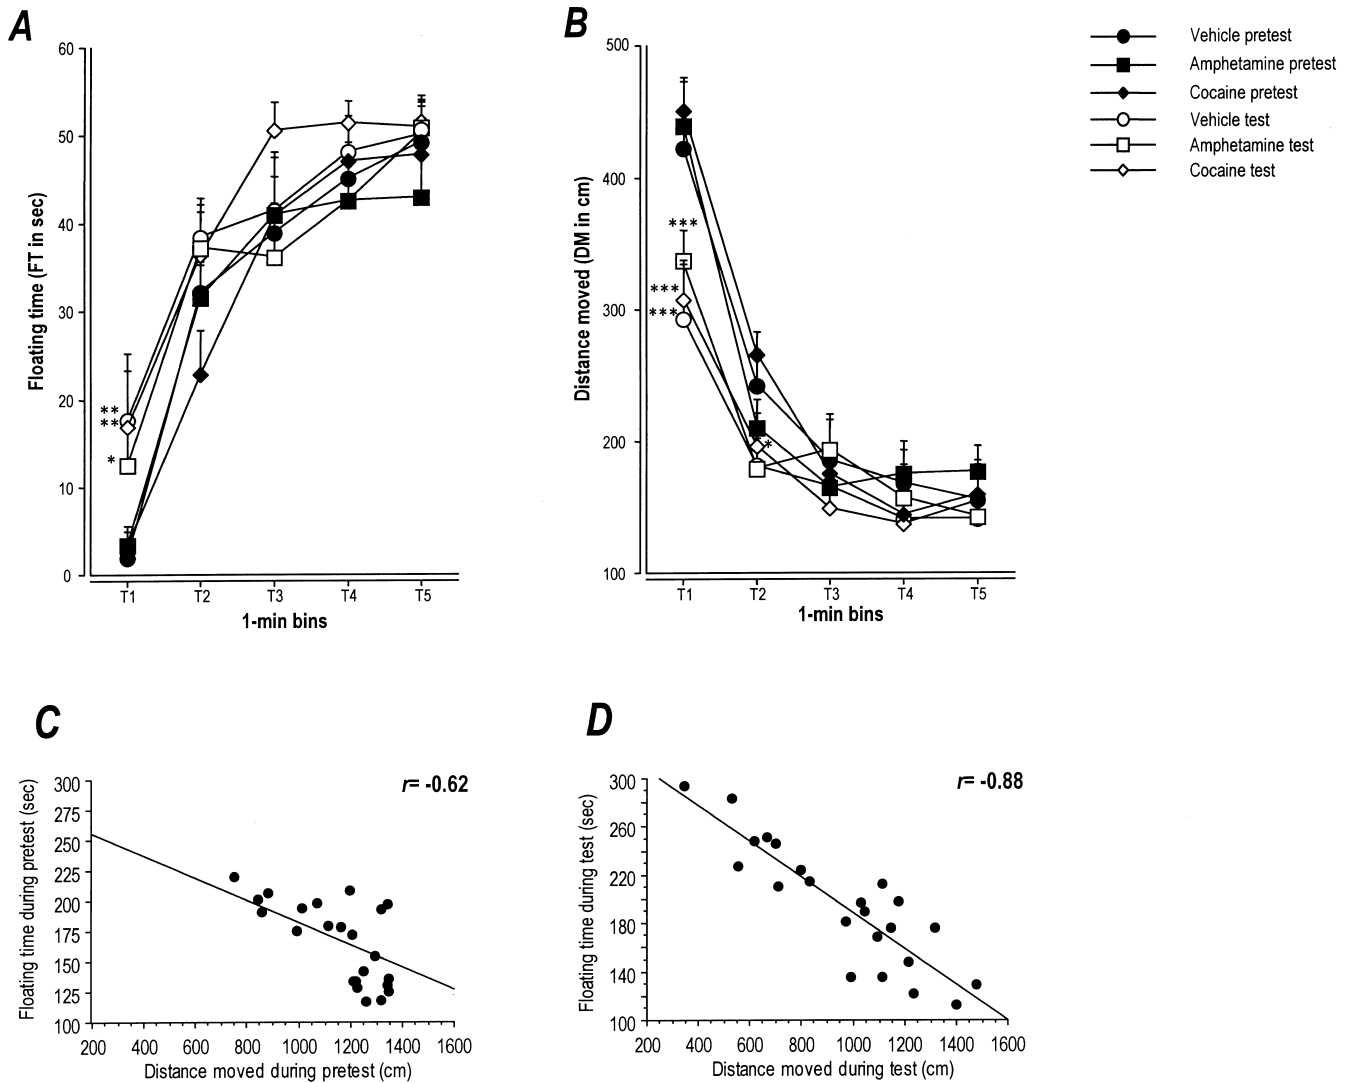 A
60
50
40
30
20
10
0
Floating time (FT in sec)
**
**
*
T1 T2 T3 T4 T5
1-min bins
B
500
400
300
200
100
Distance moved (DM in cm)
***
***
***
*
T1 T2 T3 T4 T5
1-min bins
Vehicle pretest
Amphetamine pretest
Cocaine pretest
Vehicle test
Amphetamine test
Cocaine test
C
r= -0.62
300
275
250
225
200
175
150
125
100
Floating time during pretest (sec)
200 400 600 800 1000 1200 1400 1600
Distance moved during pretest (cm)
D
r= -0.88
300
260
220
180
140
100
Floating time during test (sec)
200 400 600 800 1000 1200 1400 1600
Distance moved during test (cm)